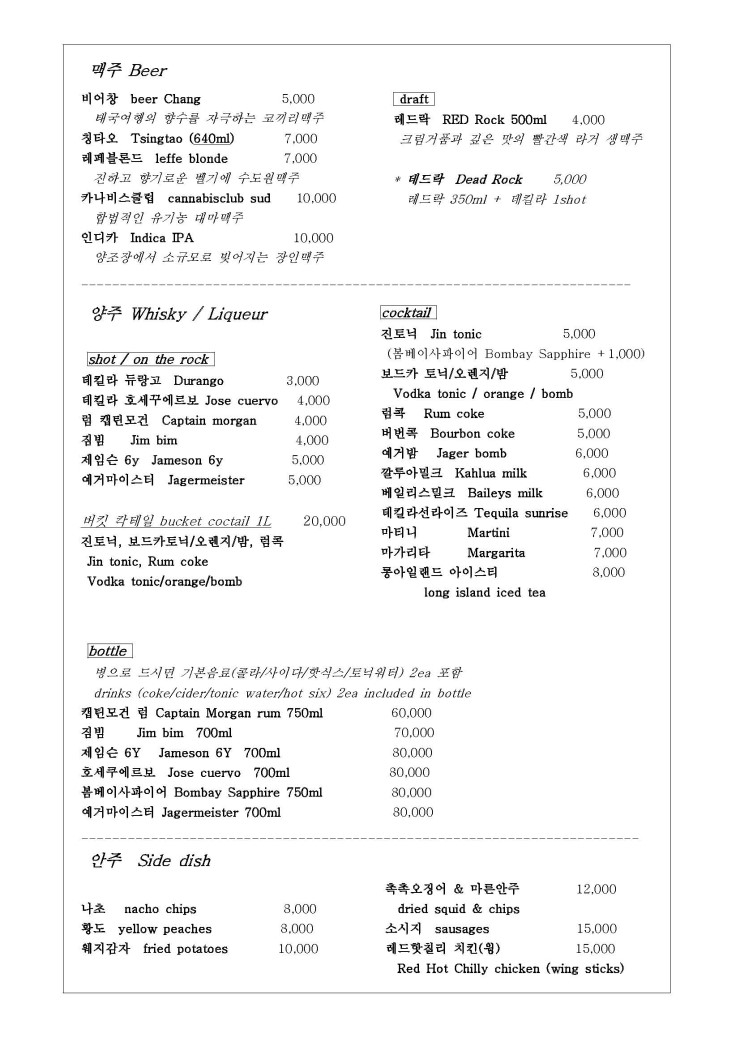 맥주 Beer
비어창 beer Chang 5,000
태국여행의 향수를 자극하는 코끼리맥주
칭타오 Tsingtao (640ml) 7,000
레페블론드 leffe blonde 7,000
진하고 향기로운 벨기에 수도원맥주
카나비스클럽 cannabisclub sud 10,000
합법적인 유기농 대마맥주
인디카 Indica IPA 10,000
양조장에서 소규모로 빚어지는 장인맥주
draft
레드락 RED Rock 500ml 4,000
크림거품과 깊은 맛의 빨간색 라거 생맥주
* 데드락 Dead Rock 5,000
레드락 350ml + 데킬라 1shot
양주 Whisky / Liqueur
shot / on the rock
데킬라 듀랑고 Durango 3,000
데킬라 호세꾸에르보 Jose cuervo 4,000
럼 캡틴모건 Captain morgan 4,000
짐빔 Jim bim 4,000
제임슨 6y Jameson 6y 5,000
예거마이스터 Jagermeister 5,000
버킷 칵테일 bucket coctail 1L 20,000
진토닉, 보드카토닉/오렌지/밤, 럼콕
Jin tonic, Rum coke
Vodka tonic/orange/bomb
cocktail
진토닉 Jin tonic 5,000
(봄베이사파이어 Bombay Sapphire +1,000)
보드카 토닉/오렌지/밤 5,000
Vodka tonic / orange / bomb
럼콕 Rum coke 5,000
버번콕 Bourbon coke 5,000
예거밤 Jager bomb 6,000
깔루아밀크 Kahlua milk 6,000
베일리스밀크 Baileys milk 6,000
데킬라선라이즈 Tequila sunrise 6,000
마티니 Martini 7,000
마가리타 Margarita 7,000
롱아일랜드 아이스티 8,000
long island iced tea
bottle
병으로 드시면 기본음료(콜라/사이다/핫식스/토닉워터) 2ea 포함
drinks (coke/cider/tonic water/hot six) 2ea included in bottle
캡틴모건 럼 Captain Morgan rum 750ml 60,000
짐빔 Jim bim 700ml 70,000
제임슨 6Y Jameson 6Y 700ml 80,000
호세쿠에르보 Jose cuervo 700ml 80,000
봄베이사파이어 Bombay Sapphire 750ml 80,000
예거마이스터 Jagermeister 700ml 80,000
안주 Side dish
나초 nacho chips 8,000
황도 yellow peaches 8,000
웨지감자 fried potatoes 10,000
촉촉오징어 & 마른안주 12,000
dried squid & chips
소시지 sausages 15,000
레드핫칠리 치킨(윙) 15,000
Red Hot Chilly chicken (wing sticks)